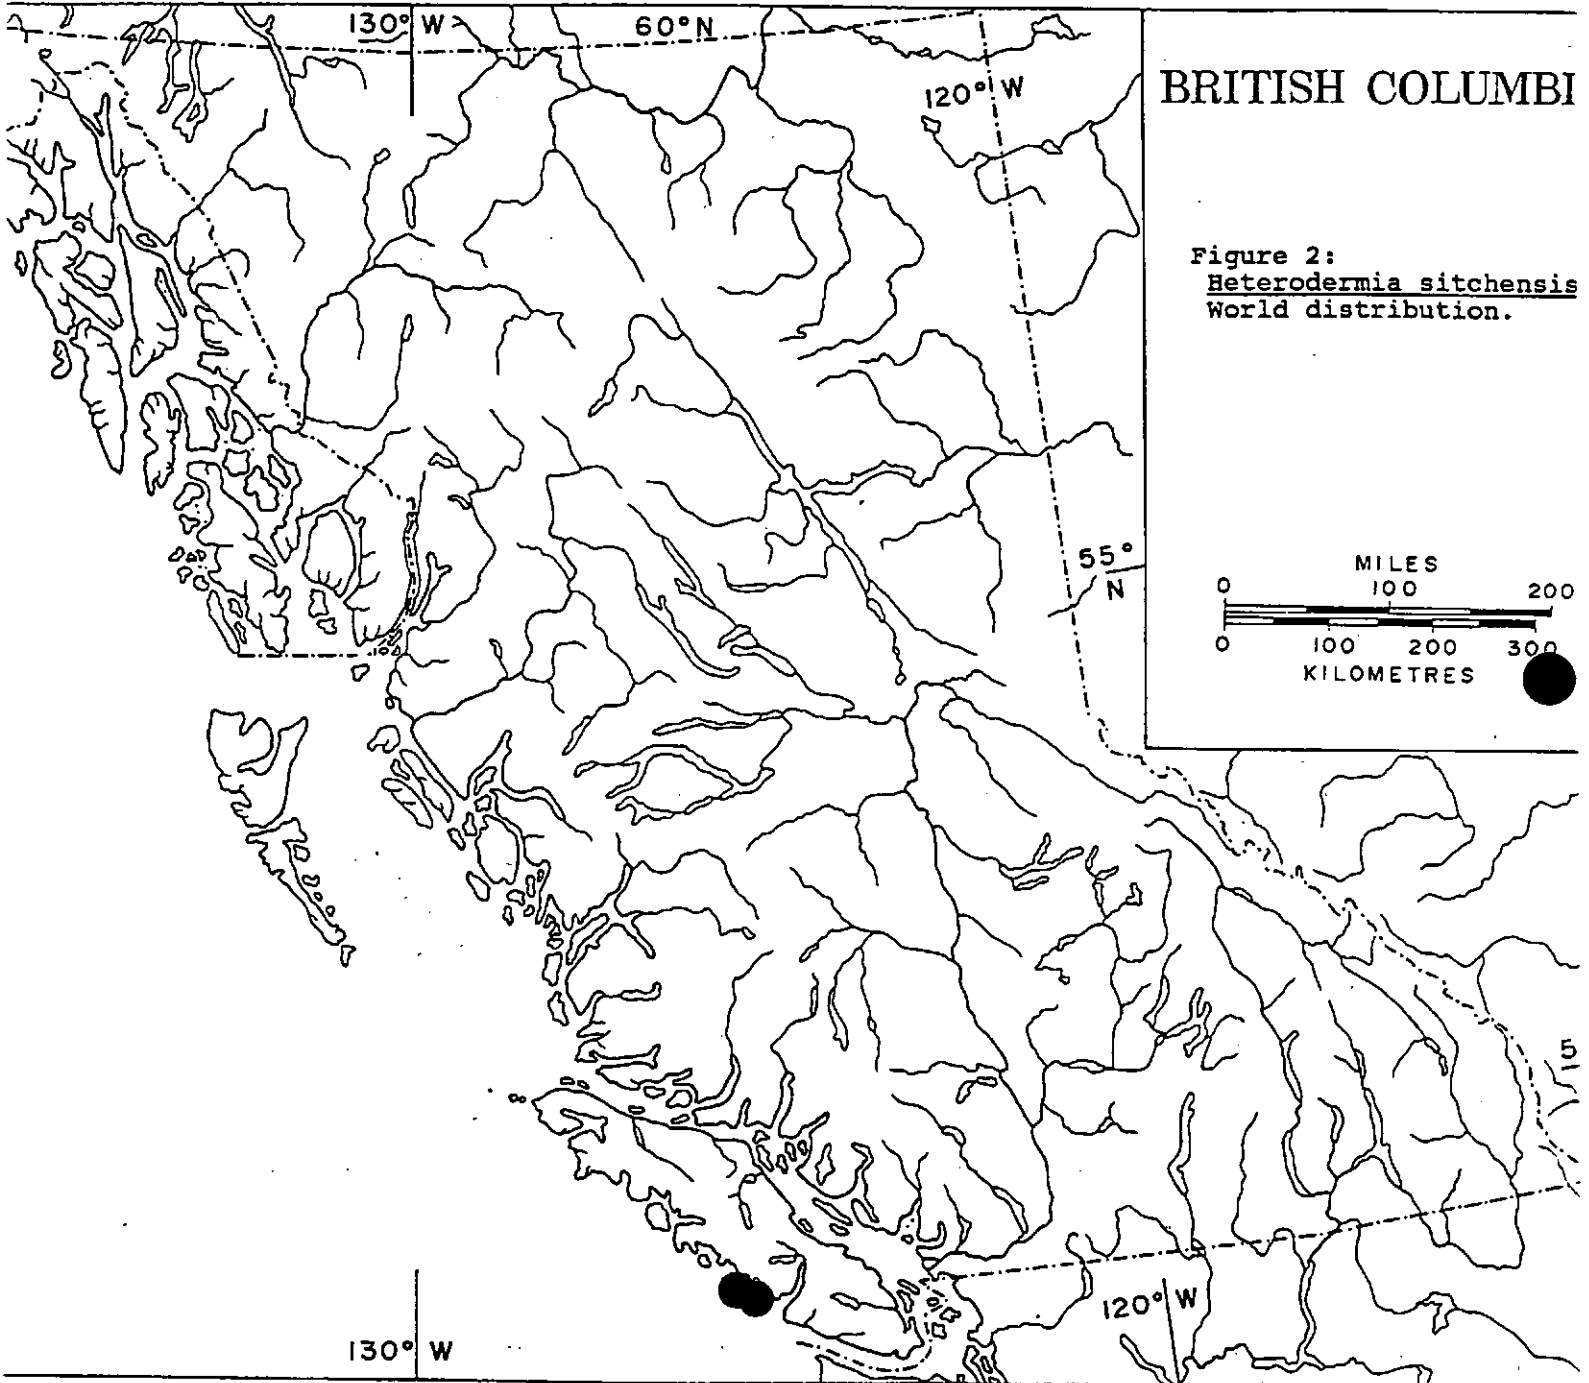 130° W
60°N
120° W
BRITISH COLUMBI
Figure 2:
Heterodermia sitchensis
World distribution.
55°
N
MILES
0 100 200
0 100 200 300
KILOMETRES
5
120° W
130° W